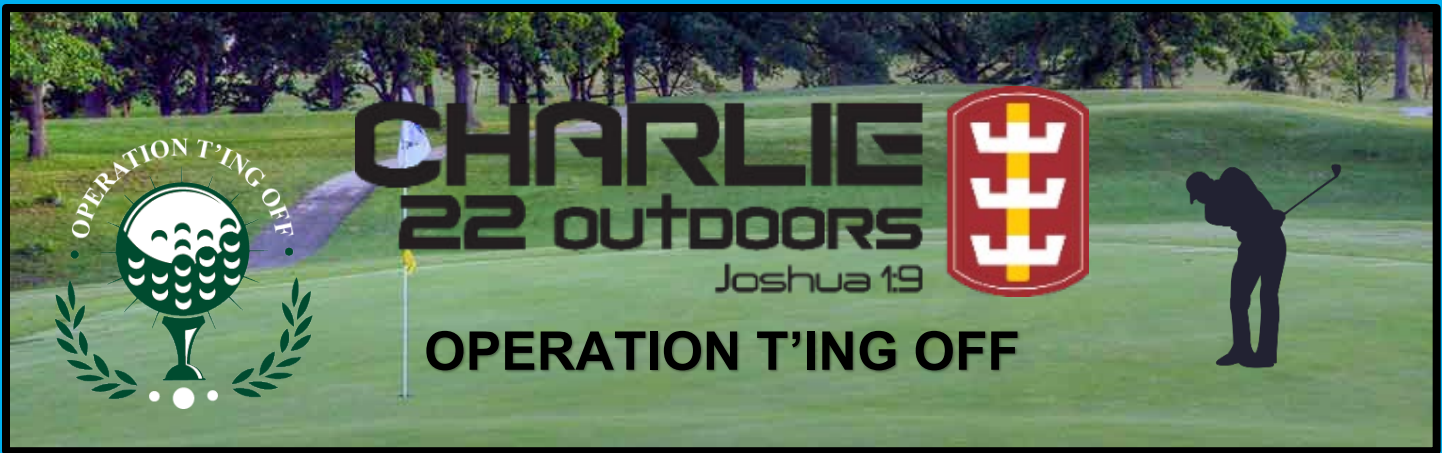 OPERATION T'ING OFF
CHARLIE
22 OUTDOORS
Joshua 1:9
OPERATION T’ING OFF